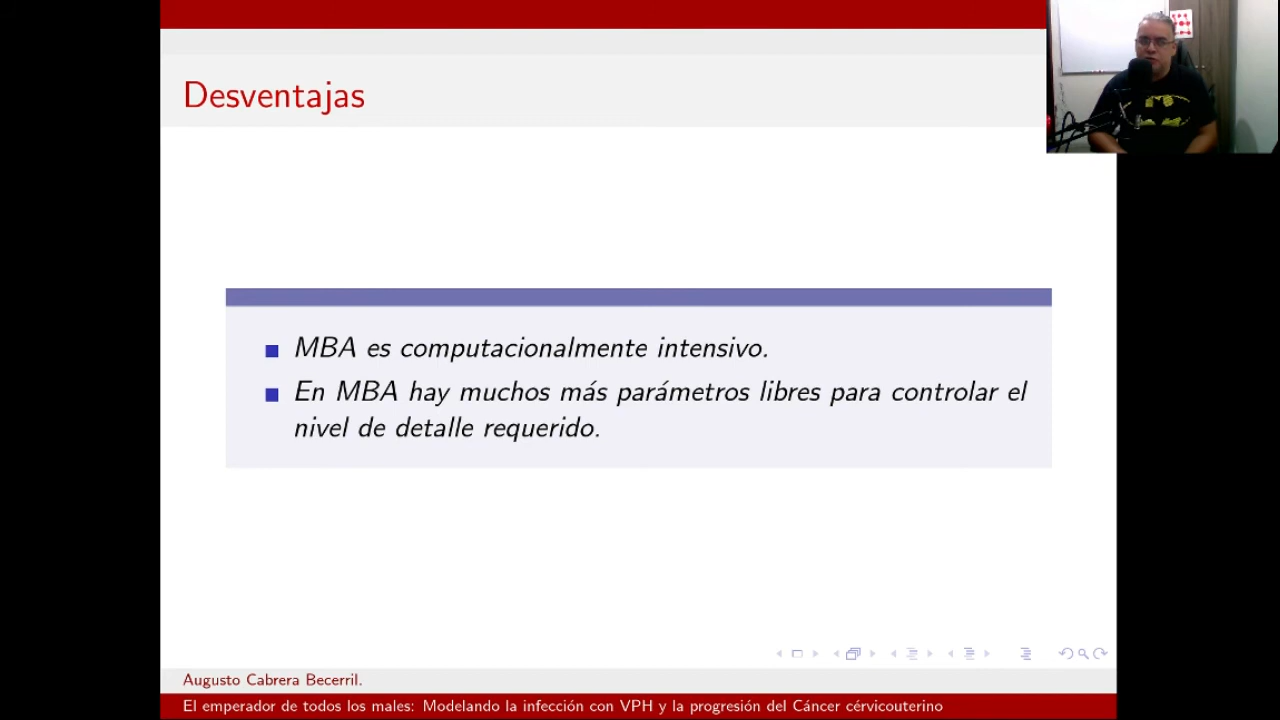 Desventajas
MBA es computacionalmente intensivo.
En MBA hay muchos más parámetros libres para controlar el
nivel de detalle requerido.
Augusto Cabrera Becerril.
El emperador de todos los males: Modelando la infección con VPH y la progresión del Cáncer cérvicouterino